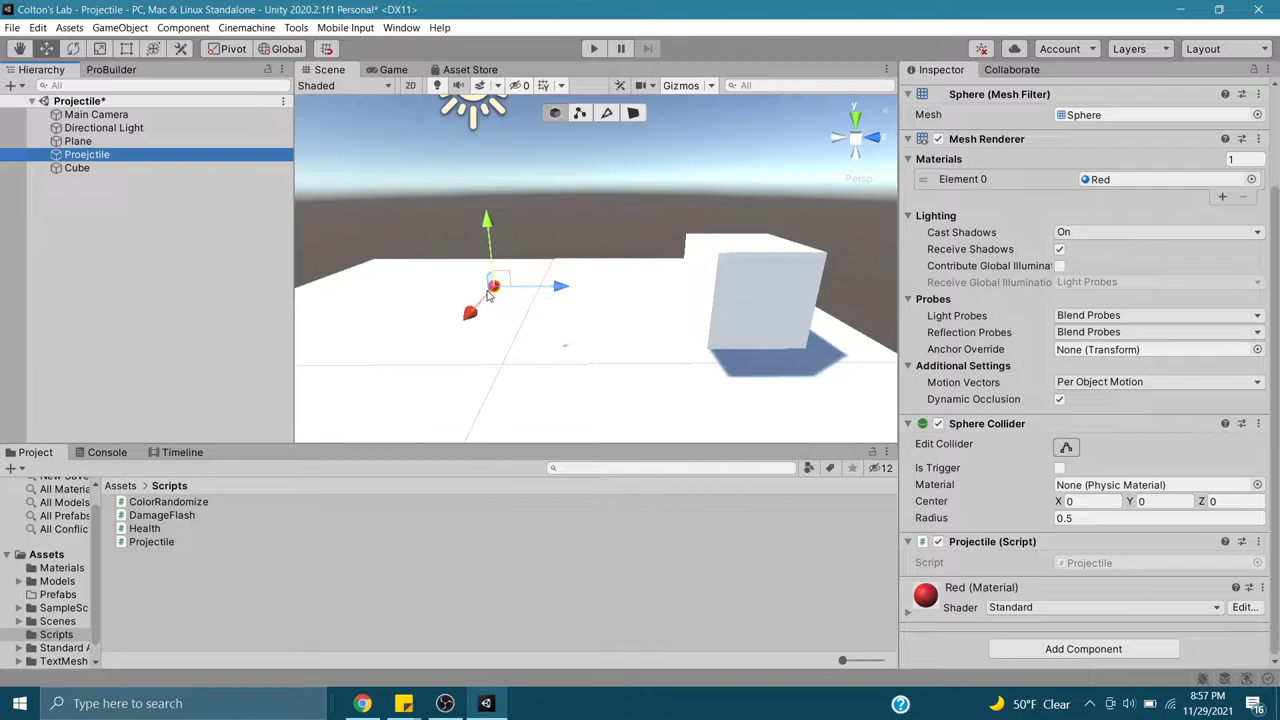 Colton's Lab - Projectile - PC, Mac & Linux Standalone - Unity 2020.2.1f1 Personal* <DX11>
File Edit Assets GameObject Component Cinemachine Tools Mobile Input Window Help
Pivot Global Account Layers Layout
Hierarchy ProBuilder
All
Projectile*
Main Camera
Directional Light
Plane
Proejctile
Cube
Scene Game Asset Store
Shaded 2D 0 Gizmos All
y
z
Persp
Inspector Collaborate
Sphere (Mesh Filter)
Mesh Sphere
Mesh Renderer
Materials 1
Element 0 Red
Lighting
Cast Shadows On
Receive Shadows
Contribute Global Illumina
Receive Global Illuminatio Light Probes
Probes
Light Probes Blend Probes
Reflection Probes Blend Probes
Anchor Override None (Transform)
Additional Settings
Motion Vectors Per Object Motion
Dynamic Occlusion
Sphere Collider
Edit Collider
Is Trigger
Material None (Physic Material)
Center X 0 Y 0 Z 0
Radius 0.5
Projectile (Script)
Script Projectile
Red (Material)
Shader Standard Edit...
Add Component
Project Console Timeline
12
All Materia
All Models
All Prefabs
All Conflic
Assets
Materials
Models
Prefabs
SampleSc
Scenes
Scripts
Standard A
TextMesh
Assets > Scripts
ColorRandomize
DamageFlash
Health
Projectile
Type here to search
50°F Clear
8:57 PM
11/29/2021
16